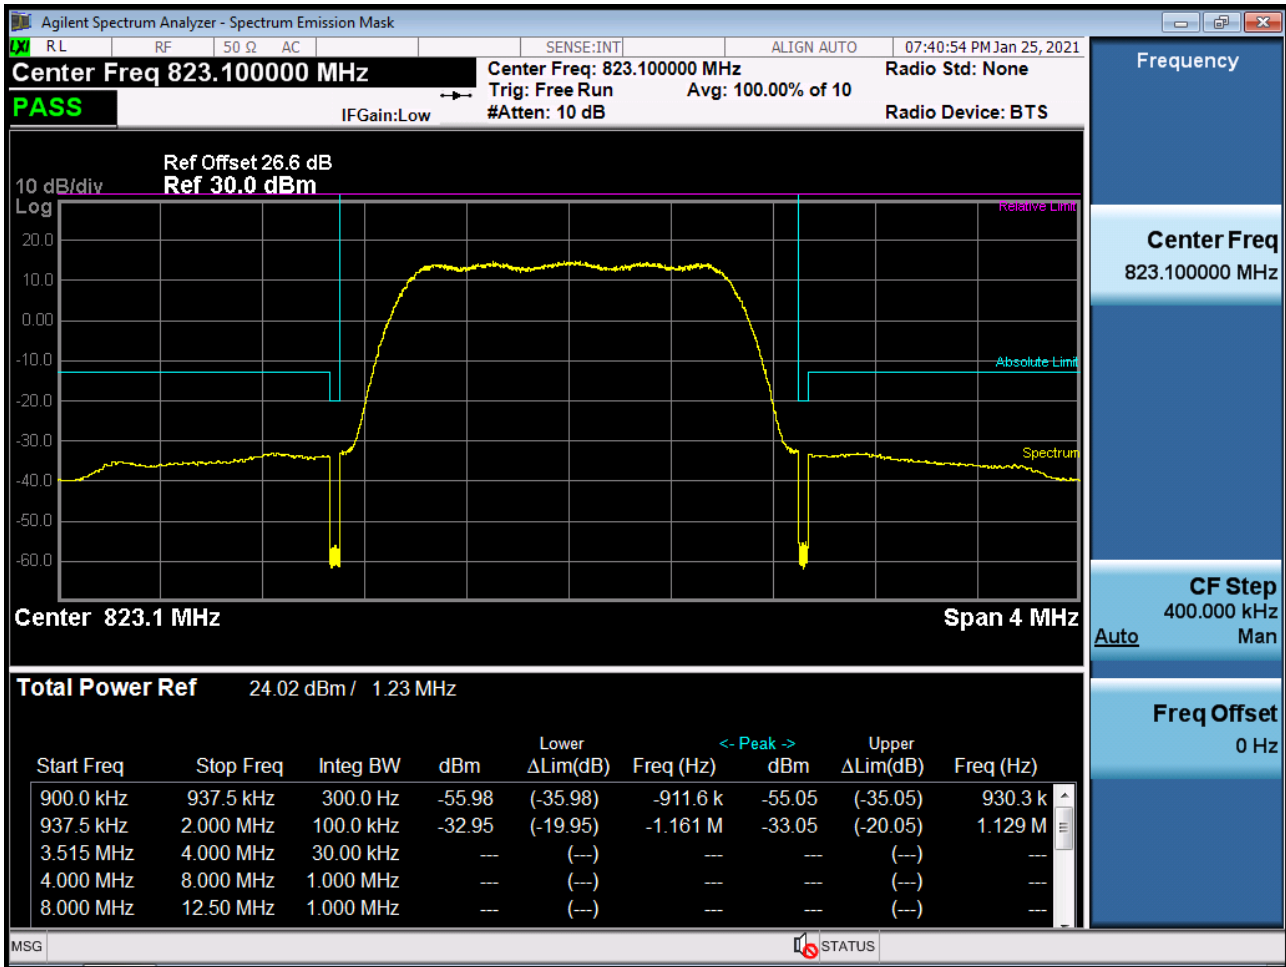 Agilent Spectrum Analyzer - Spectrum Emission Mask
LXI RL RF 50 Ω AC SENSE:INT ALIGN AUTO 07:40:54 PM Jan 25, 2021
Center Freq 823.100000 MHz Center Freq: 823.100000 MHz Radio Std: None
Trig: Free Run Avg: 100.00% of 10
PASS IFGain:Low #Atten: 10 dB Radio Device: BTS
Ref Offset 26.6 dB
10 dB/div Ref 30.0 dBm
Log
Relative Limit
20.0
10.0
0.00
-10.0
Absolute Limit
-20.0
-30.0
Spectrum
-40.0
-50.0
-60.0
Center 823.1 MHz Span 4 MHz
Total Power Ref 24.02 dBm / 1.23 MHz
Lower <- Peak -> Upper
Start Freq Stop Freq Integ BW dBm ΔLim(dB) Freq (Hz) dBm ΔLim(dB) Freq (Hz)
900.0 kHz 937.5 kHz 300.0 Hz -55.98 (-35.98) -911.6 k -55.05 (-35.05) 930.3 k
937.5 kHz 2.000 MHz 100.0 kHz -32.95 (-19.95) -1.161 M -33.05 (-20.05) 1.129 M
3.515 MHz 4.000 MHz 30.00 kHz --- (---) --- --- (---) ---
4.000 MHz 8.000 MHz 1.000 MHz --- (---) --- --- (---) ---
8.000 MHz 12.50 MHz 1.000 MHz --- (---) --- --- (---) ---
MSG STATUS
Frequency
Center Freq
823.100000 MHz
CF Step
400.000 kHz
Auto Man
Freq Offset
0 Hz